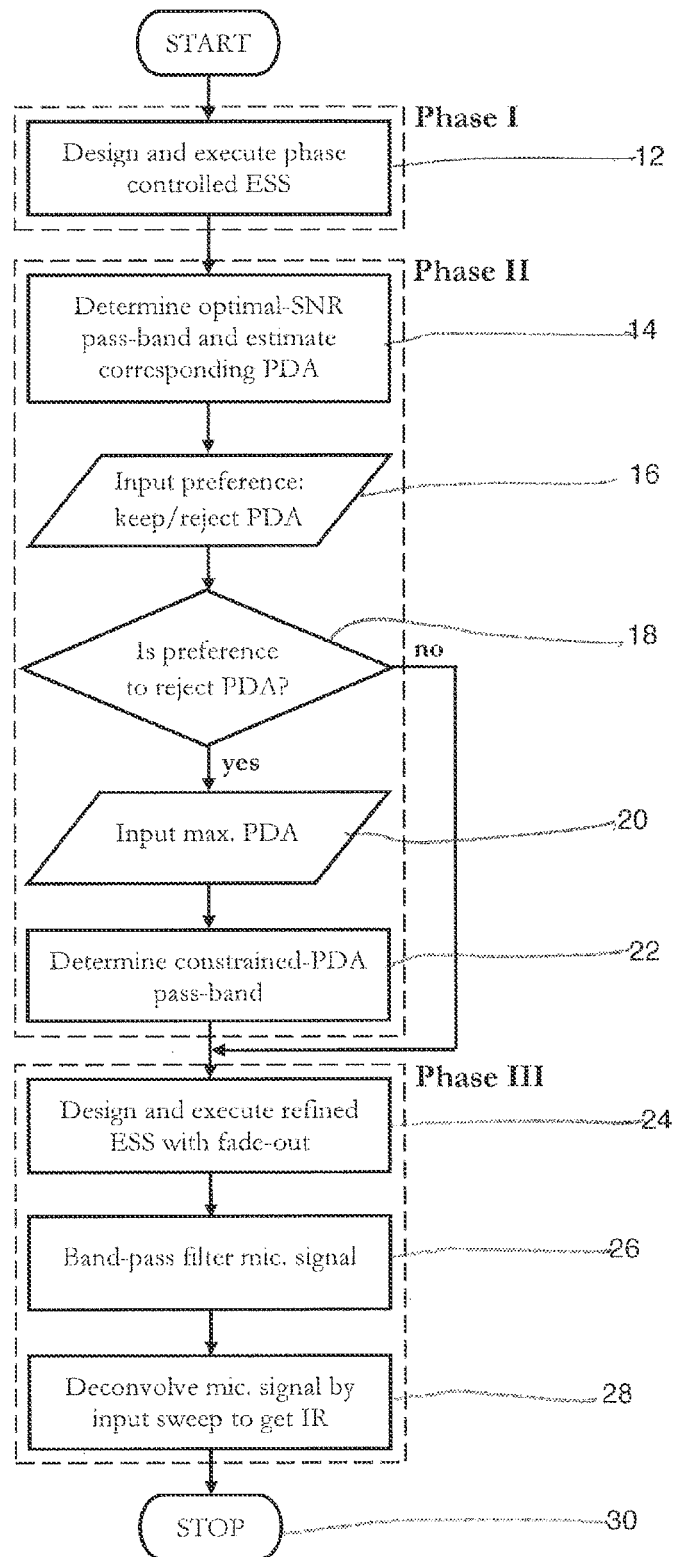 START
Phase I
Design and execute phase
controlled ESS
12
Phase II
Determine optimal-SNR
pass-band and estimate
corresponding PDA
14
Input preference:
keep/reject PDA
16
Is preference
to reject PDA?
18
no
yes
Input max. PDA
20
Determine constrained-PDA
pass-band
22
Phase III
Design and execute refined
ESS with fade-out
24
Band-pass filter mic. signal
26
Deconvolve mic. signal by
input sweep to get IR
28
STOP
30